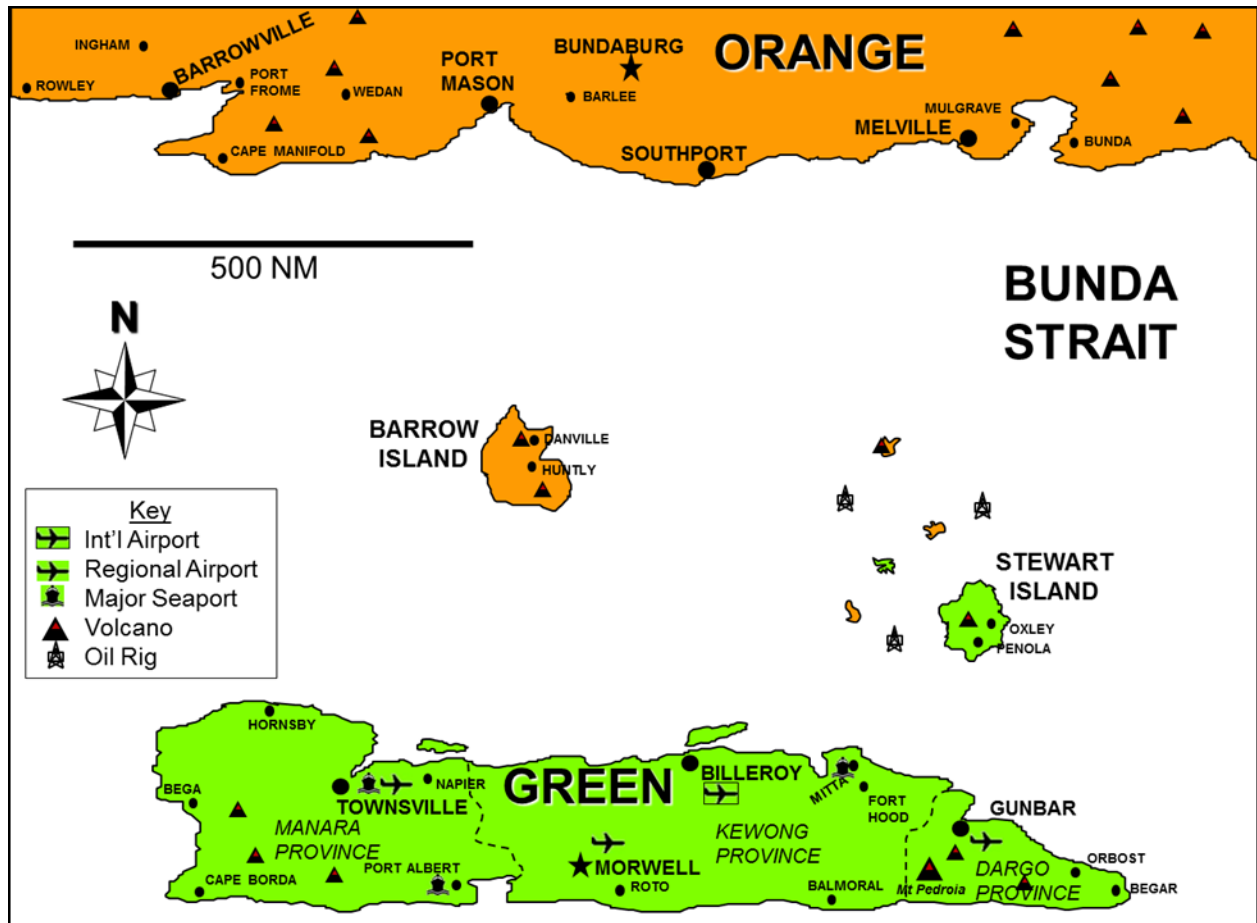 INGHAM
BARROWVILLE
ROWLEY
PORT
FROME
WEDAN
PORT
MASON
BUNDABURG
BARLEE
ORANGE
CAPE MANIFOLD
SOUTHPORT
MELVILLE
MULGRAVE
BUNDA
500 NM
BUNDA
STRAIT
N
BARROW
ISLAND
DANVILLE
HUNTLY
STEWART
ISLAND
OXLEY
PENOLA
Key
Int'l Airport
Regional Airport
Major Seaport
Volcano
Oil Rig
HORNSBY
BEGA
TOWNSVILLE
NAPIER
GREEN
BILLEROY
MITTA
FORT
HOOD
GUNBAR
MANARA
PROVINCE
KEWONG
PROVINCE
PORT ALBERT
MORWELL
CAPE BORDA
ROTO
BALMORAL
Mt Pedroia
DARGO
PROVINCE
ORBOST
BEGAR